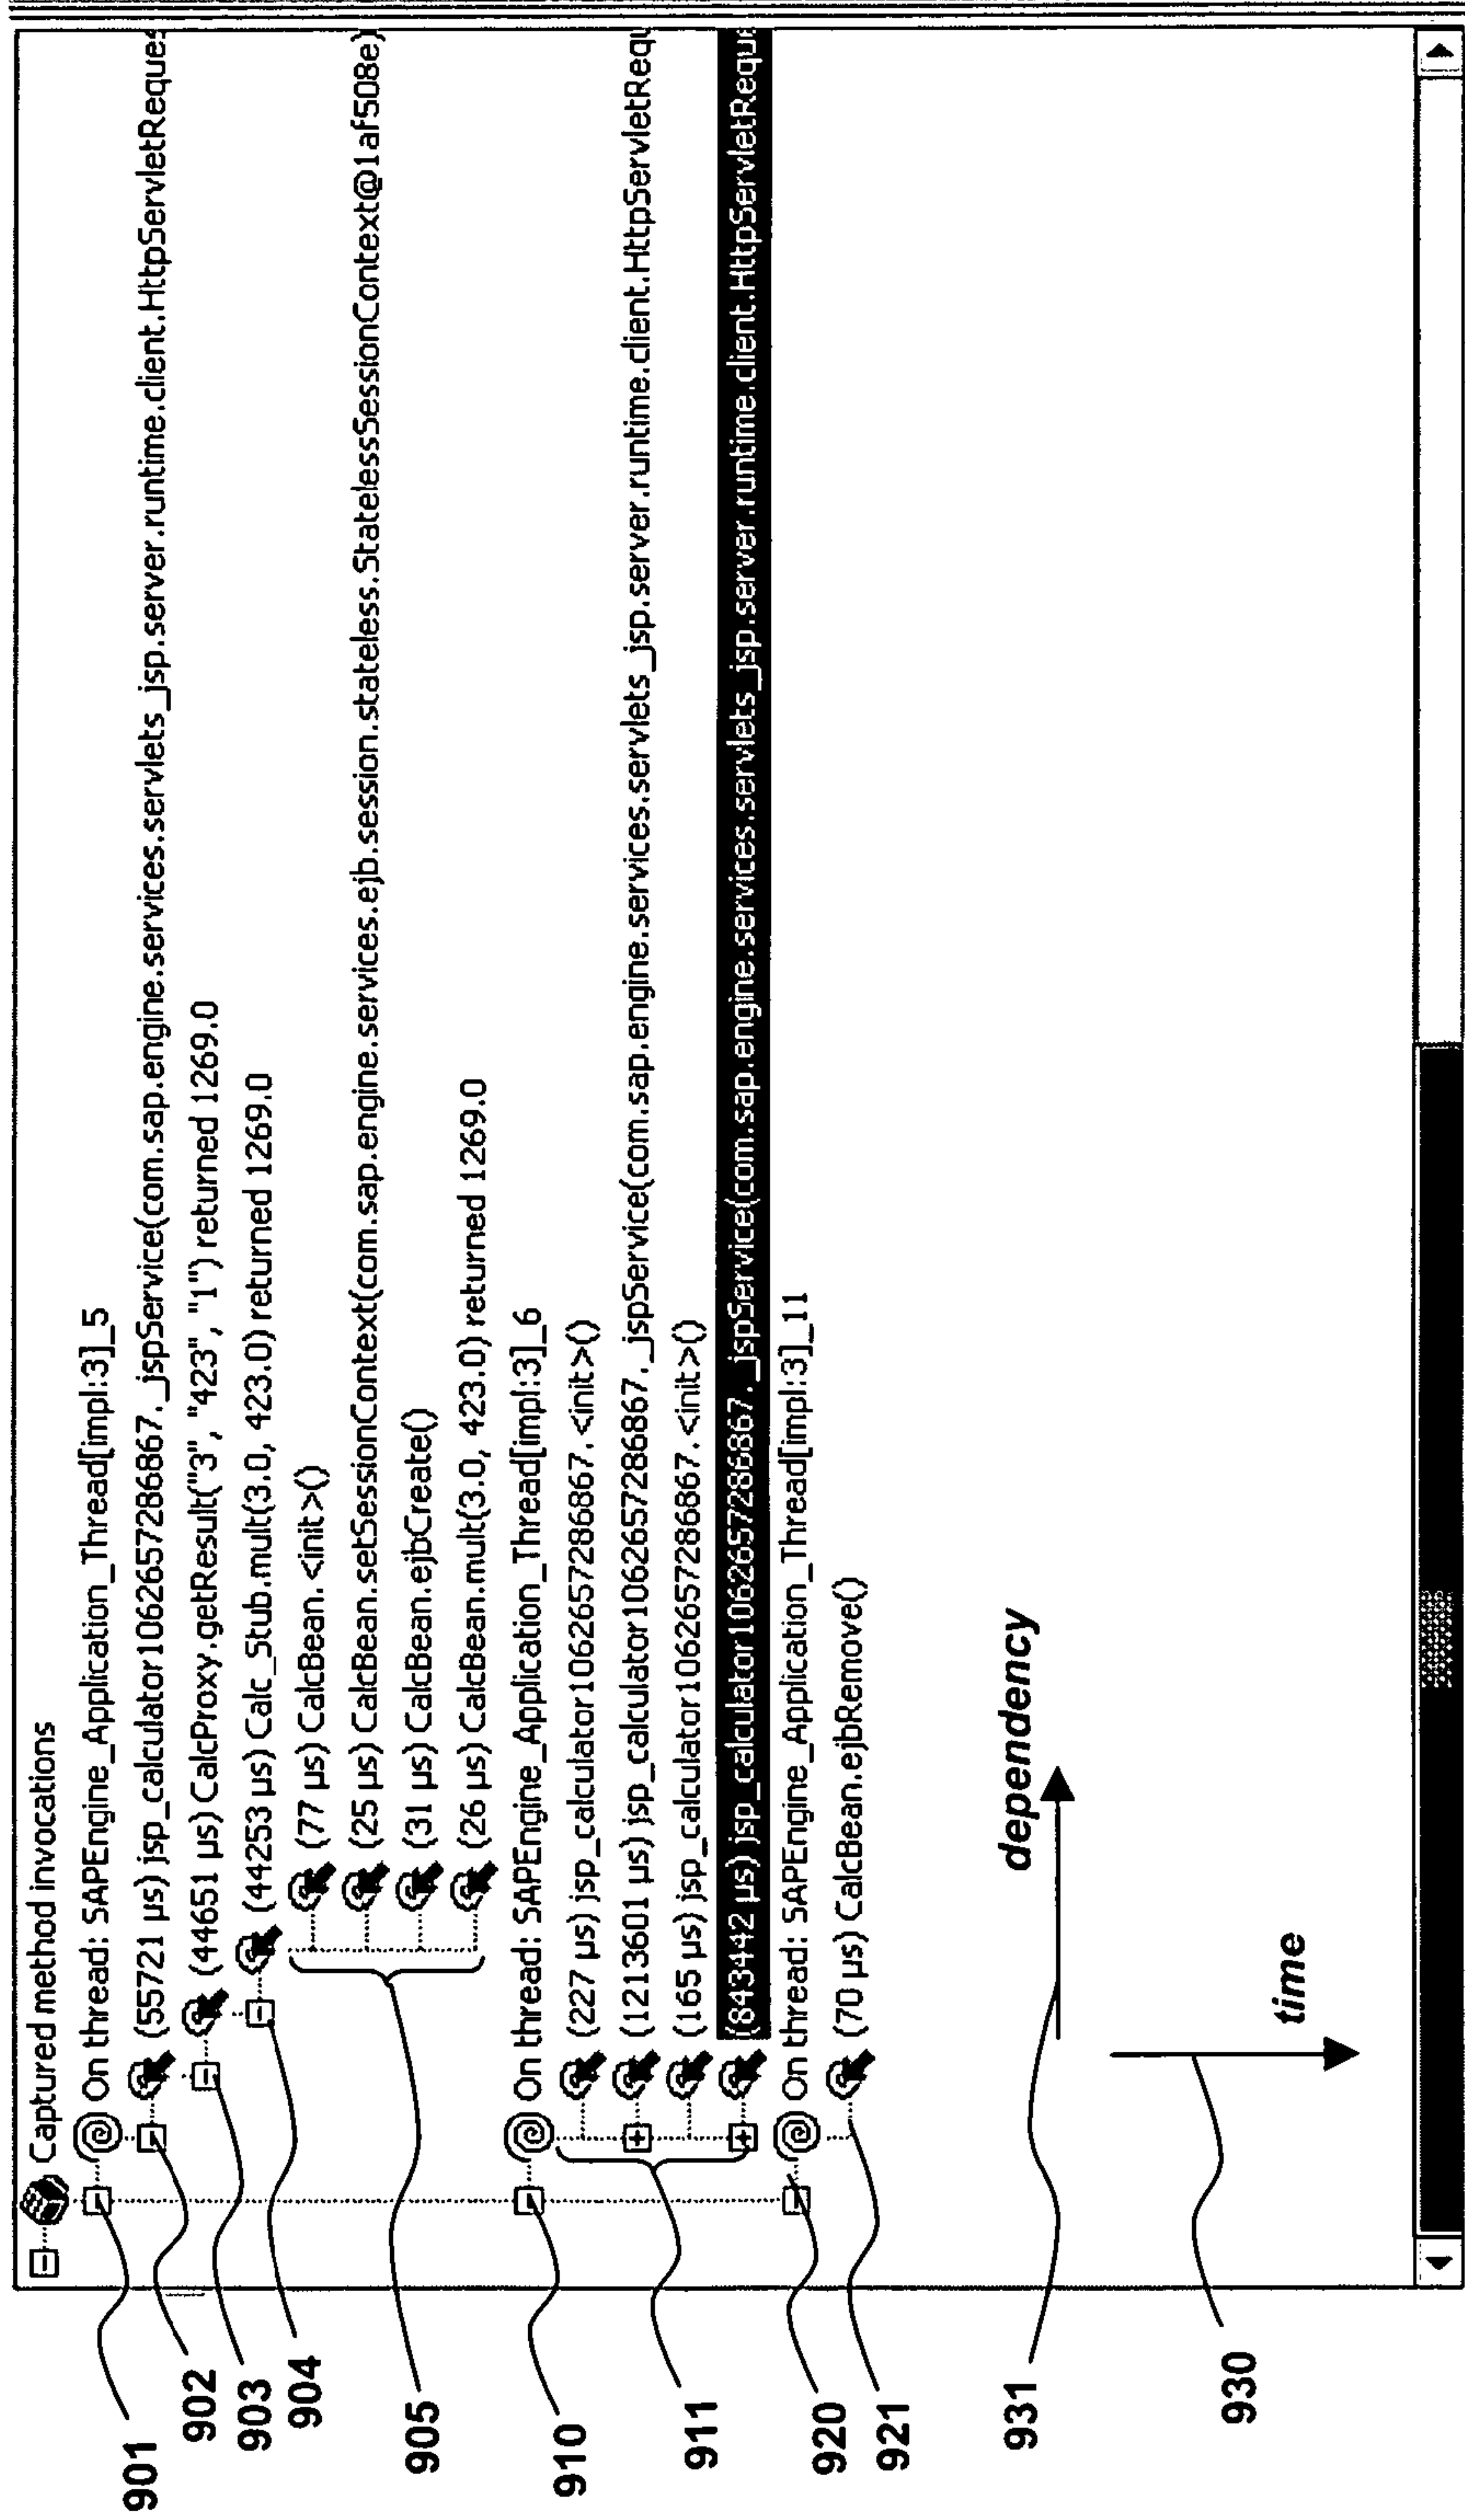 Captured method invocations
On thread: SAPEngine_Application_Thread[impl:3]_5
(55721 µs) jsp_calculator1062657286867._jspService(com.sap.engine.services.servlets_jsp.server.runtime.client.HttpServletReques
(44651 µs) CalcProxy.getResult("3", "423", "1") returned 1269.0
(44253 µs) Calc_Stub.mult(3.0, 423.0) returned 1269.0
(77 µs) CalcBean.<init>()
(25 µs) CalcBean.setSessionContext(com.sap.engine.services.ejb.session.stateless.StatelessSessionContext@1af508e)
(31 µs) CalcBean.ejbCreate()
(26 µs) CalcBean.mult(3.0, 423.0) returned 1269.0
On thread: SAPEngine_Application_Thread[impl:3]_6
(227 µs) jsp_calculator1062657286867.<init>()
(1213601 µs) jsp_calculator1062657286867._jspService(com.sap.engine.services.servlets_jsp.server.runtime.client.HttpServletRequ
(165 µs) jsp_calculator1062657286867.<init>()
(843442 µs) jsp_calculator1062657286867._jspService(com.sap.engine.services.servlets_jsp.server.runtime.client.HttpServletReque
On thread: SAPEngine_Application_Thread[impl:3]_11
(70 µs) CalcBean.ejbRemove()
dependency
time
901
902
903
904
905
910
911
920
921
931
930